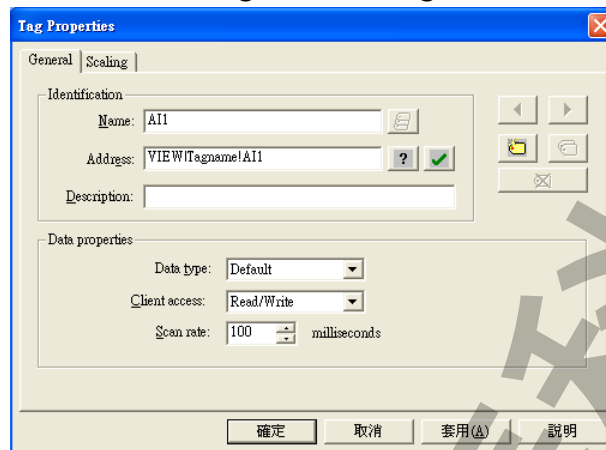 Tag Properties
General Scaling
Identification
Name: AI1
Address: VIEW|Tagname!AI1 ?
Description:
Data properties
Data type: Default
Client access: Read/Write
Scan rate: 100 milliseconds
確定 取消 套用(A) 說明